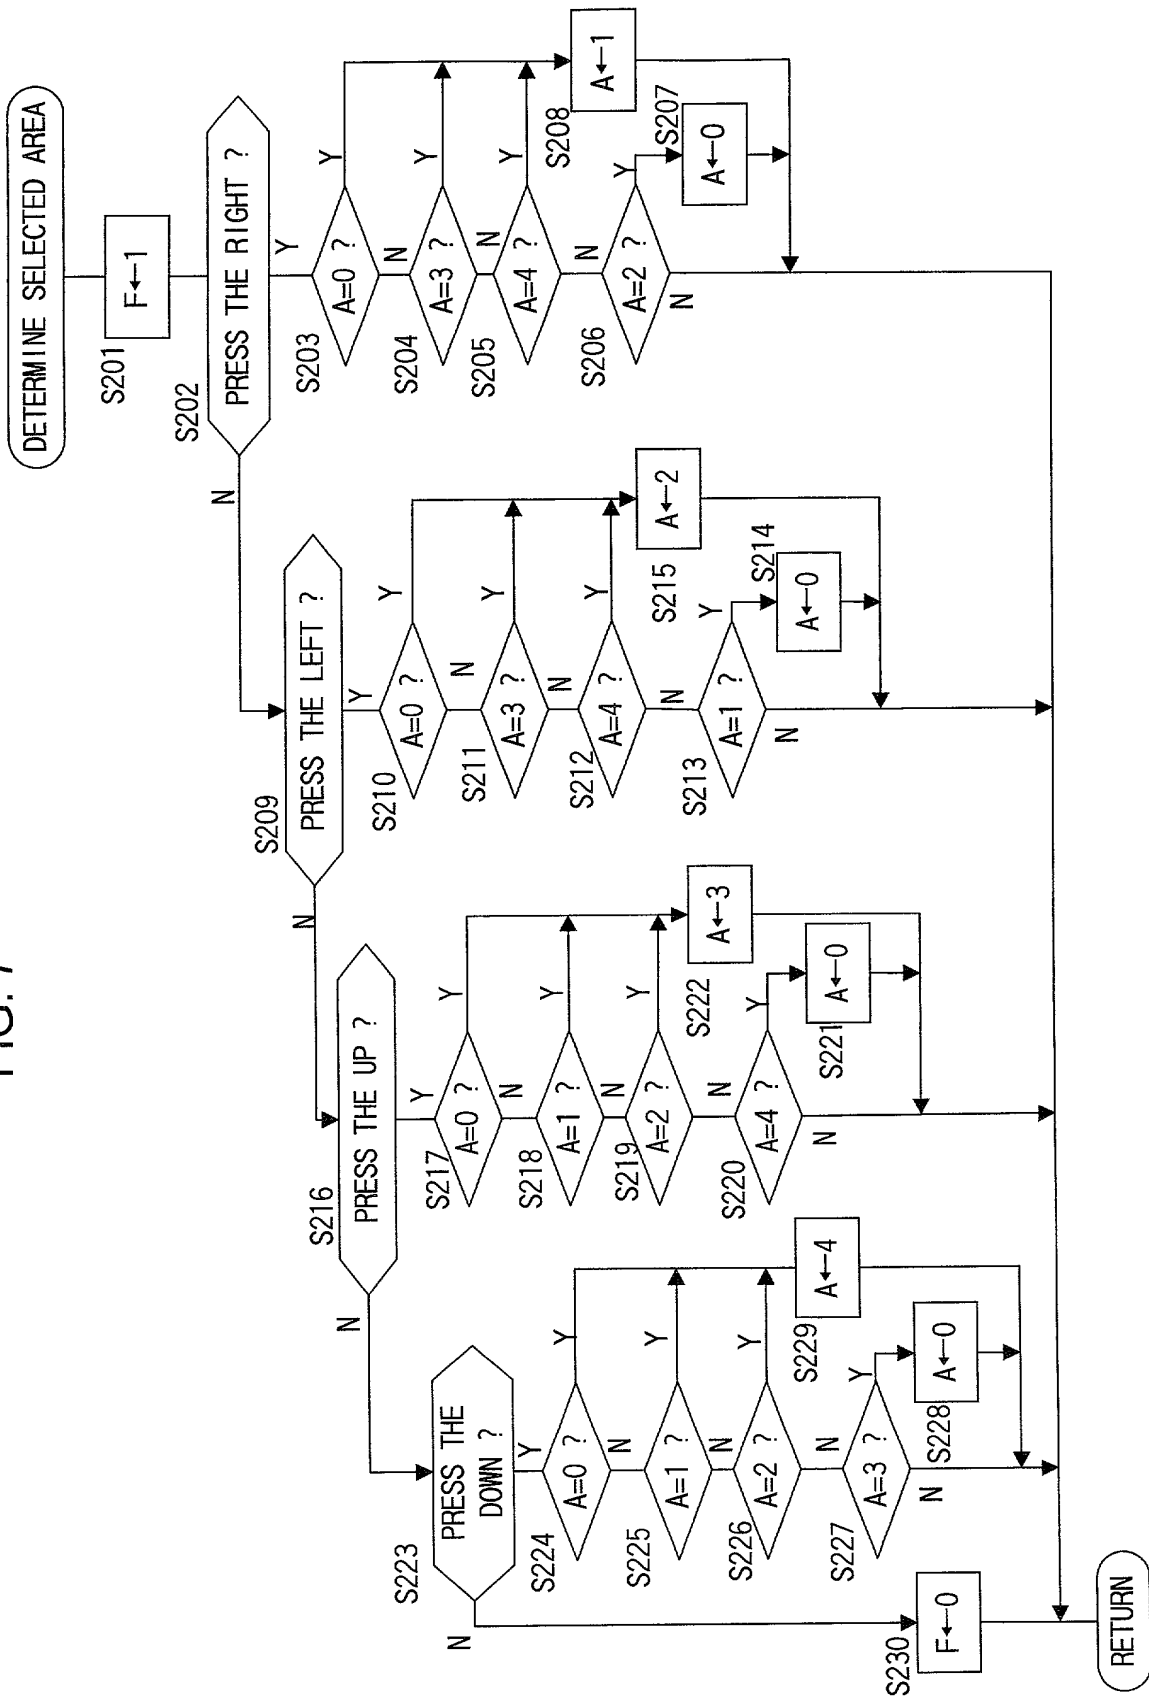 FIG. 7
DETERMINE SELECTED AREA
S201
F←1
S202
PRESS THE RIGHT ?
Y
N
S203
A=0 ?
Y
N
S204
A=3 ?
Y
N
S205
A=4 ?
Y
N
S206
A=2 ?
Y
N
S207
A←0
S208
A←1
S209
PRESS THE LEFT ?
Y
N
S210
A=0 ?
Y
N
S211
A=3 ?
Y
N
S212
A=4 ?
Y
N
S213
A=1 ?
Y
N
S214
A←0
S215
A←2
S216
PRESS THE UP ?
Y
N
S217
A=0 ?
Y
N
S218
A=1 ?
Y
N
S219
A=2 ?
Y
N
S220
A=4 ?
Y
N
S221
A←0
S222
A←3
S223
PRESS THE
DOWN ?
Y
N
S224
A=0 ?
Y
N
S225
A=1 ?
Y
N
S226
A=2 ?
Y
N
S227
A=3 ?
Y
N
S228
A←0
S229
A←4
S230
F←0
RETURN